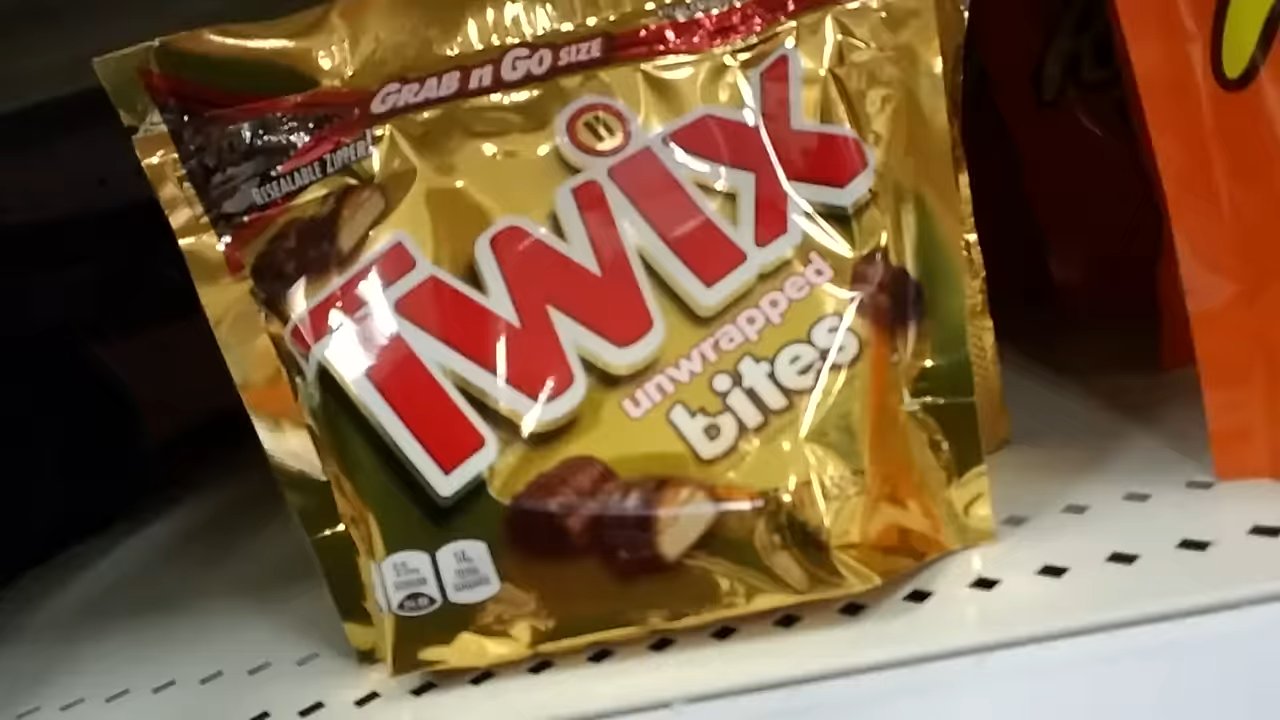 GRAB n GO SIZE
RESEALABLE ZIPPER!
TWIX
unwrapped
bites